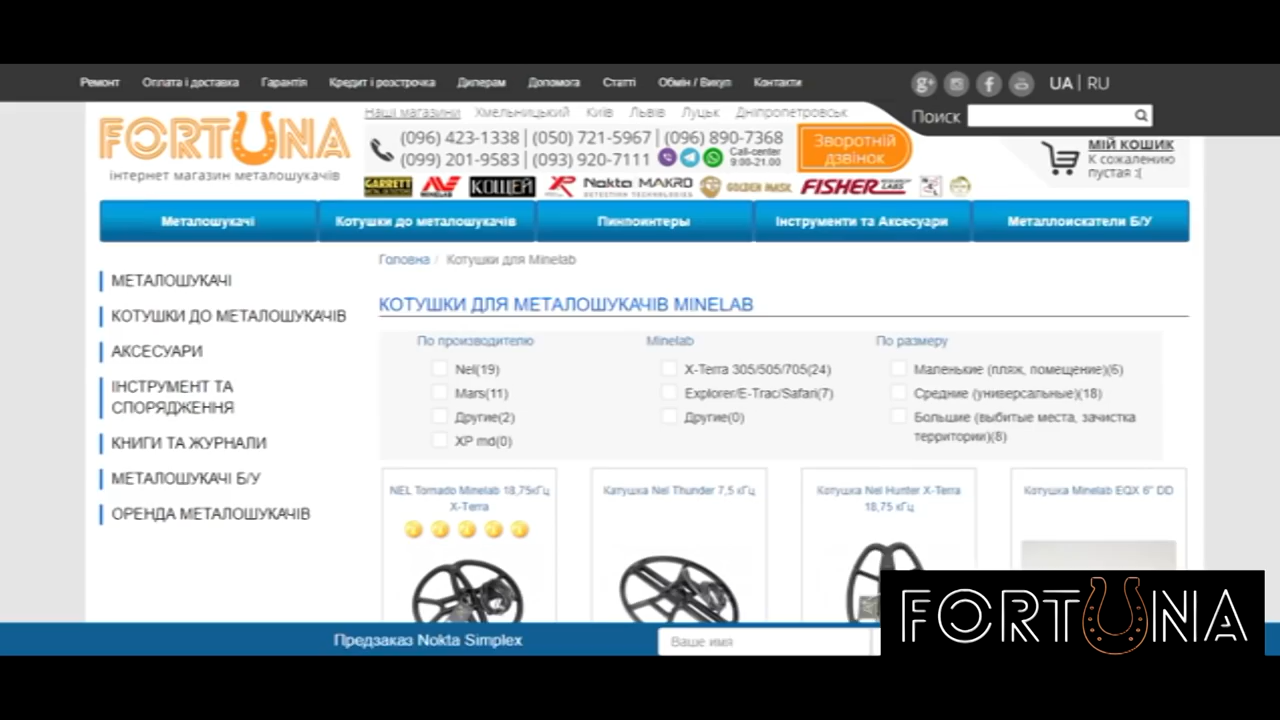 Ремонт Оплата і доставка Гарантія Кредит і розстрочка Дилерам Допомога Статті Обмін / Викуп Контакти UA | RU
Поиск
FORTUNA
інтернет магазин металошукачів
Наші магазини Хмельницький Київ Львів Луцьк Дніпропетровськ
(096) 423-1338 | (050) 721-5967 | (096) 890-7368
(099) 201-9583 | (093) 920-7111 Call-center 9:00-21:00
Зворотній
дзвінок
МІЙ КОШИК
К сожалению
пустая :(
GARRETT MINELAB КОЩЕЙ XP Nokta MAKRO DETECTION TECHNOLOGIES GOLDEN MASK FISHER LABS
Металошукачі Котушки до металошукачів Пинпоинтеры Інструменти та Аксесуари Металлоискатели Б/У
Головна / Котушки для Minelab
МЕТАЛОШУКАЧІ
КОТУШКИ ДО МЕТАЛОШУКАЧІВ
АКСЕСУАРИ
ІНСТРУМЕНТ ТА
СПОРЯДЖЕННЯ
КНИГИ ТА ЖУРНАЛИ
МЕТАЛОШУКАЧІ Б/У
ОРЕНДА МЕТАЛОШУКАЧІВ
КОТУШКИ ДЛЯ МЕТАЛОШУКАЧІВ MINELAB
По производителю
Nel(19)
Mars(11)
Другие(2)
XP md(0)
Minelab
X-Terra 305/505/705(24)
Explorer/E-Trac/Safari(7)
Другие(0)
По размеру
Маленькие (пляж, помещение)(6)
Средние (универсальные)(18)
Большие (выбитые места, зачистка
территории)(8)
NEL Tornado Minelab 18,75кГц
X-Terra
Катушка Nel Thunder 7,5 кГц
Котушка Nel Hunter X-Terra
18,75 кГц
Котушка Minelab EQX 6" DD
Предзаказ Nokta Simplex
Ваше имя
FORTUNA